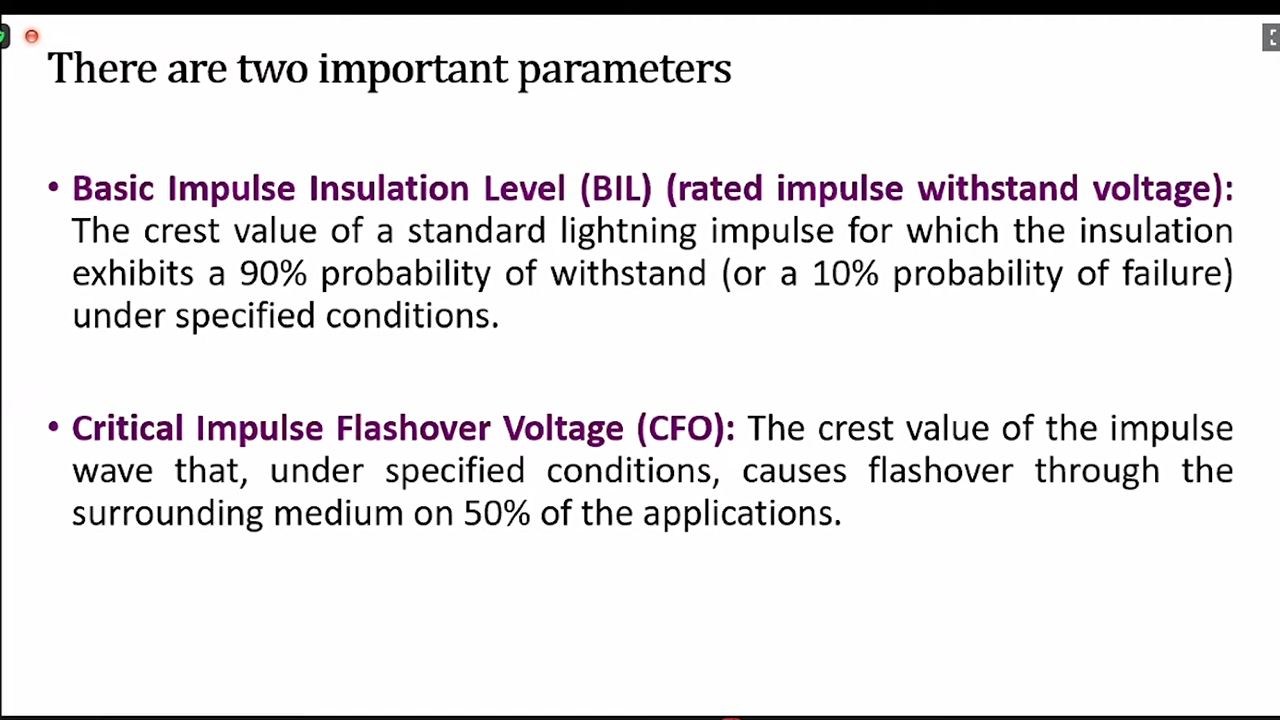 There are two important parameters
• Basic Impulse Insulation Level (BIL) (rated impulse withstand voltage):
The crest value of a standard lightning impulse for which the insulation
exhibits a 90% probability of withstand (or a 10% probability of failure)
under specified conditions.
• Critical Impulse Flashover Voltage (CFO): The crest value of the impulse
wave that, under specified conditions, causes flashover through the
surrounding medium on 50% of the applications.